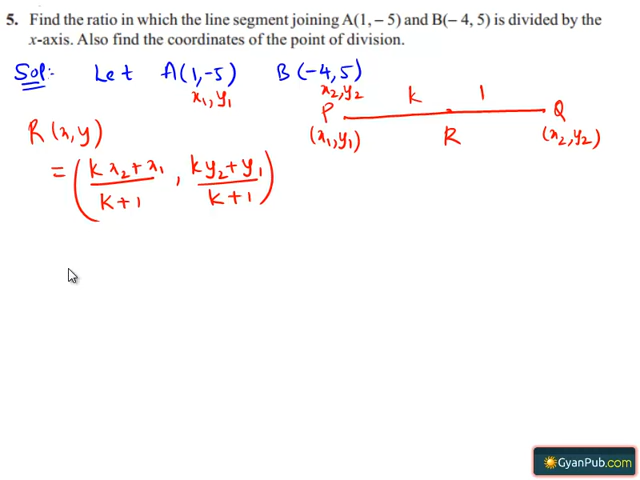 5. Find the ratio in which the line segment joining A(1, – 5) and B(– 4, 5) is divided by the
x-axis. Also find the coordinates of the point of division.
Sol: Let A(1,-5) B(-4,5)
x₁, y₁ x₂, y₂
P k 1 Q
(x₁, y₁) R (x₂, y₂)
R(x, y)
= ( (k x₂ + x₁)/(k + 1) , (k y₂ + y₁)/(k + 1) )
GyanPub.com